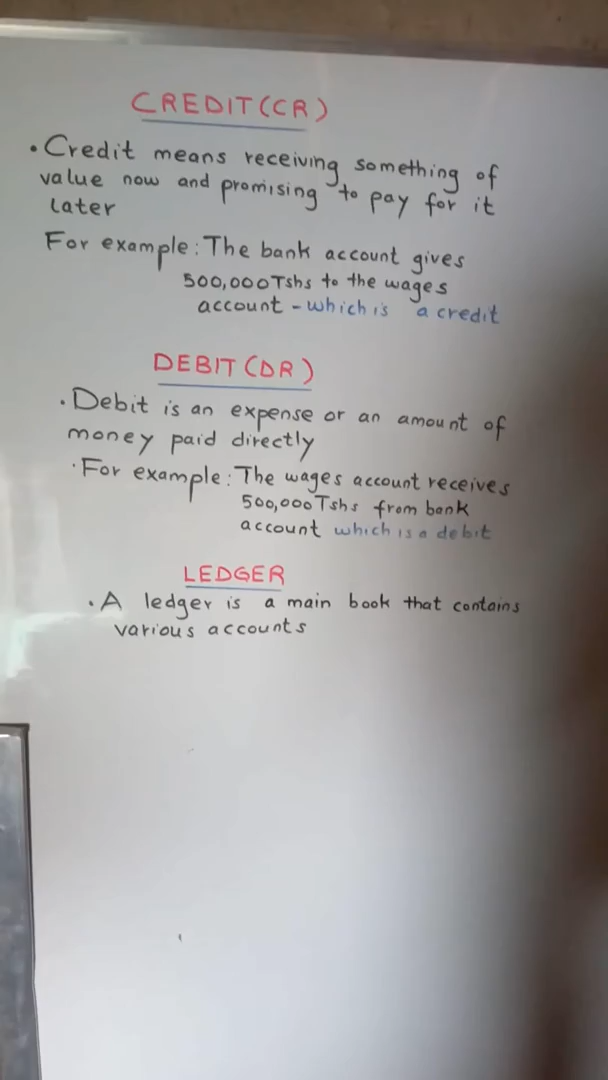 CREDIT(CR)
• Credit means receiving something of
value now and promising to pay for it
later
For example: The bank account gives
500,000Tshs to the wages
account - which is a credit
DEBIT(DR)
• Debit is an expense or an amount of
money paid directly
• For example: The wages account receives
500,000Tshs from bank
account which is a debit
LEDGER
• A ledger is a main book that contains
various accounts